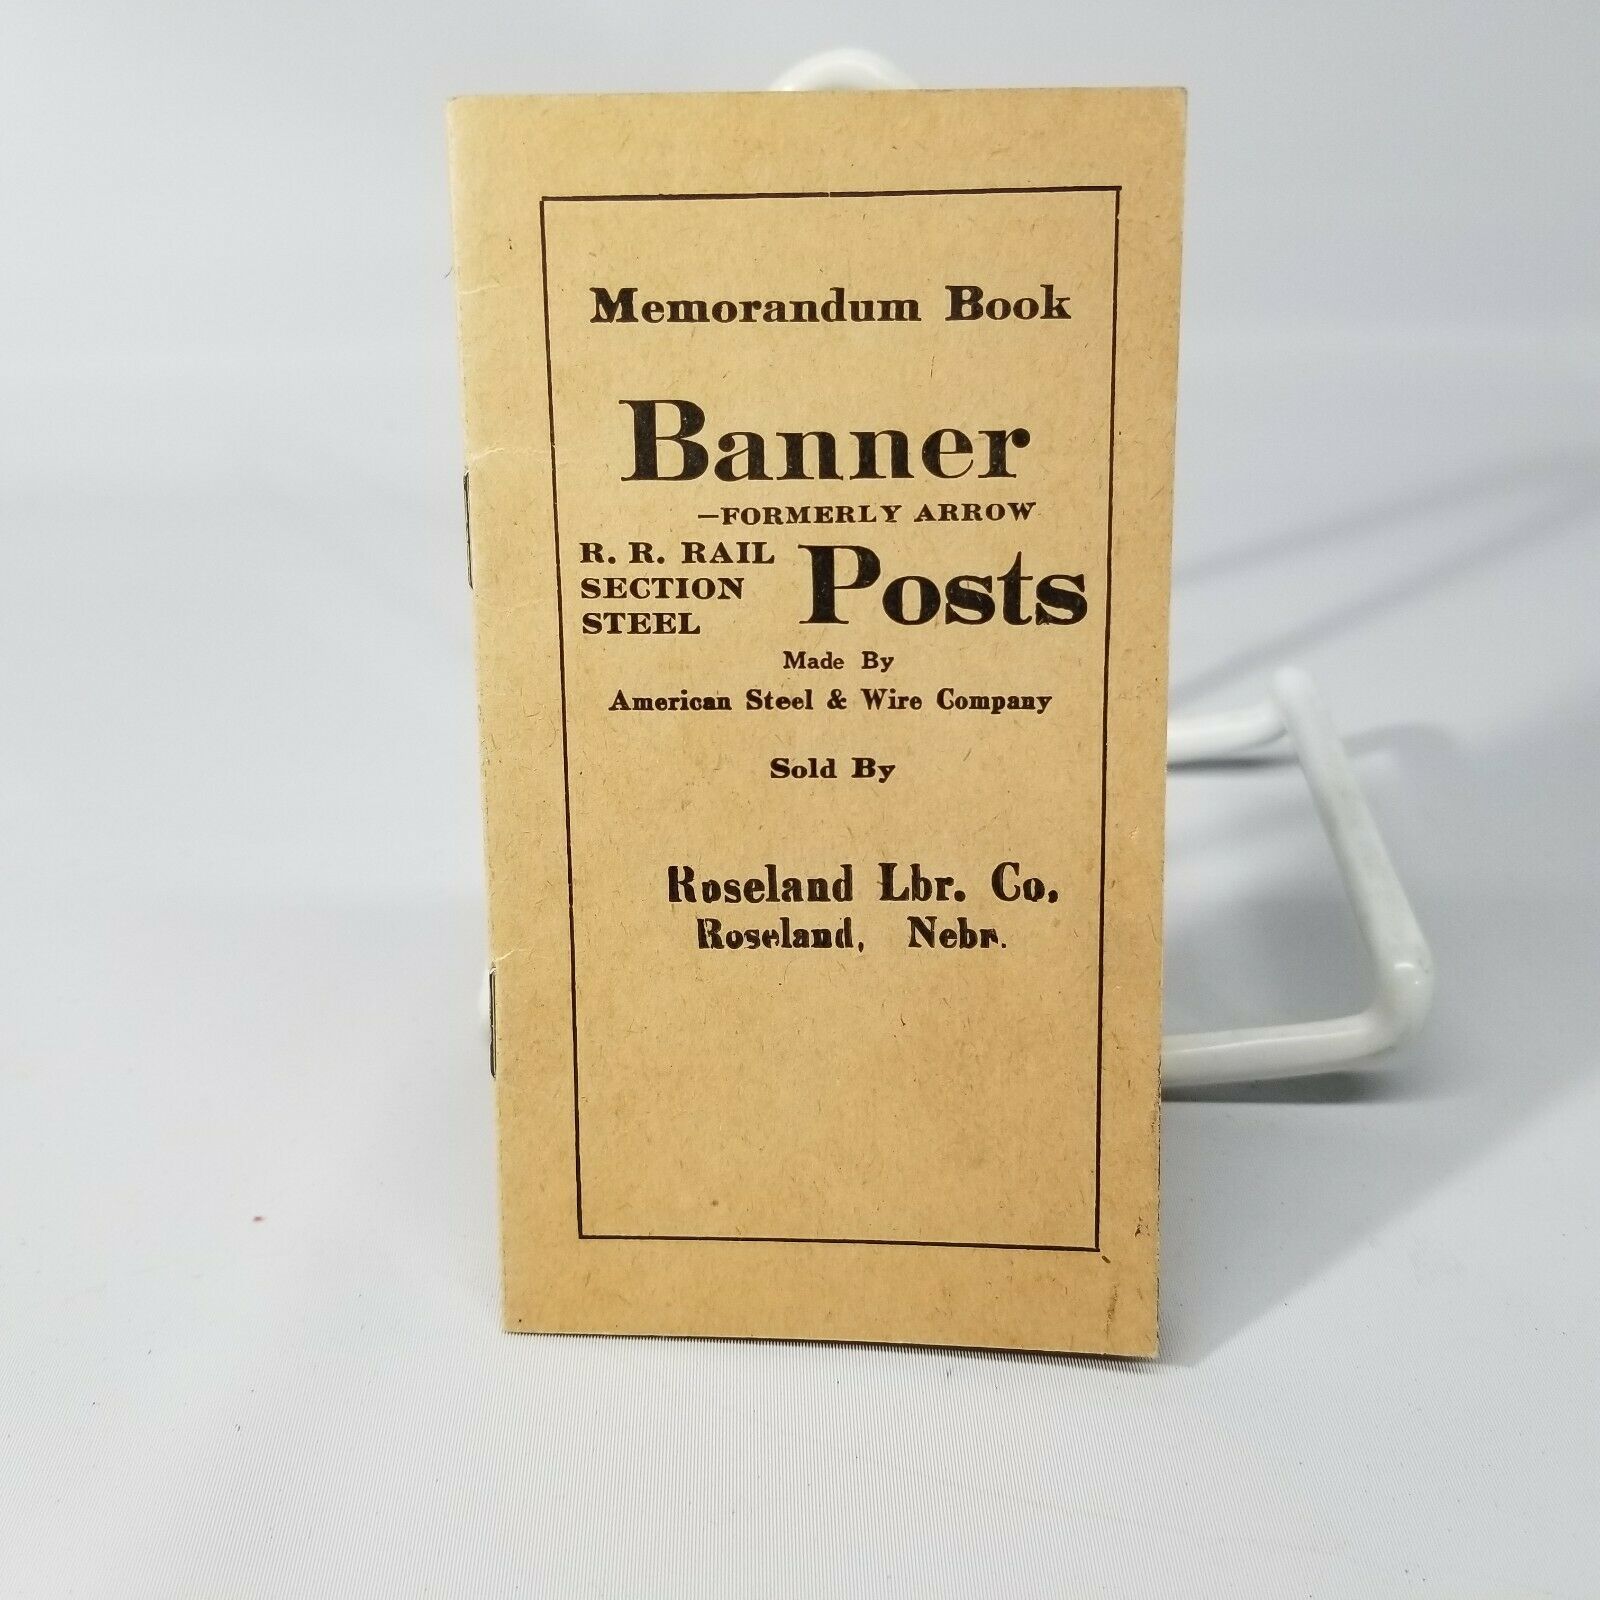 Memorandum Book
Banner
—FORMERLY ARROW
R. R. RAIL
SECTION
STEEL
Posts
Made By
American Steel & Wire Company
Sold By
Roseland Lbr. Co.
Roseland, Nebr.